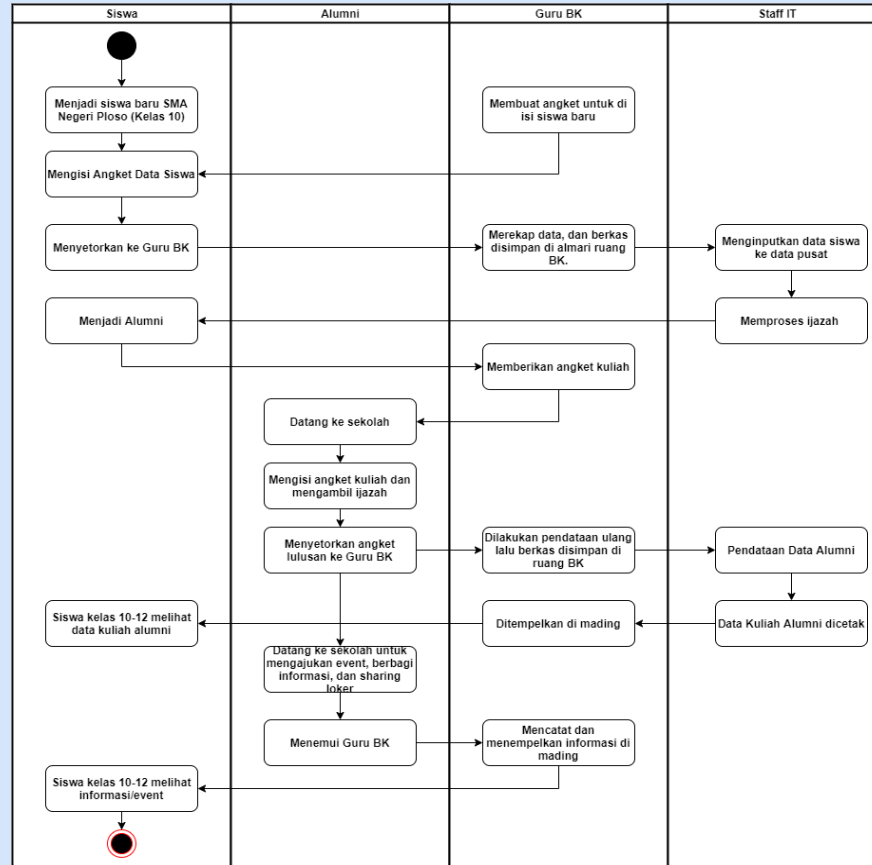 Siswa
Alumni
Guru BK
Staff IT
Menjadi siswa baru SMA
Negeri Ploso (Kelas 10)
Membuat angket untuk di
isi siswa baru
Mengisi Angket Data Siswa
Menyetorkan ke Guru BK
Merekap data, dan berkas
disimpan di almari ruang
BK.
Menginputkan data siswa
ke data pusat
Menjadi Alumni
Memproses ijazah
Memberikan angket kuliah
Datang ke sekolah
Mengisi angket kuliah dan
mengambil ijazah
Menyetorkan angket
lulusan ke Guru BK
Dilakukan pendataan ulang
lalu berkas disimpan di
ruang BK
Pendataan Data Alumni
Siswa kelas 10-12 melihat
data kuliah alumni
Ditempelkan di mading
Data Kuliah Alumni dicetak
Datang ke sekolah untuk
mengajukan event, berbagi
informasi, dan sharing
loker
Menemui Guru BK
Mencatat dan
menempelkan informasi di
mading
Siswa kelas 10-12 melihat
informasi/event